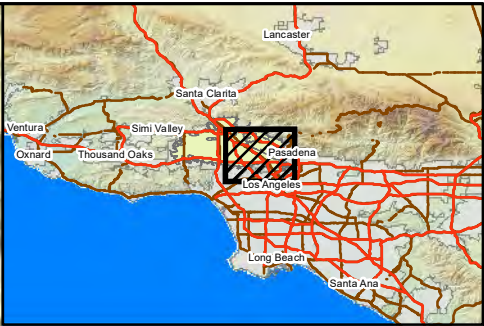 Lancaster
Santa Clarita
Ventura
Simi Valley
Oxnard
Thousand Oaks
Pasadena
Los Angeles
Long Beach
Santa Ana